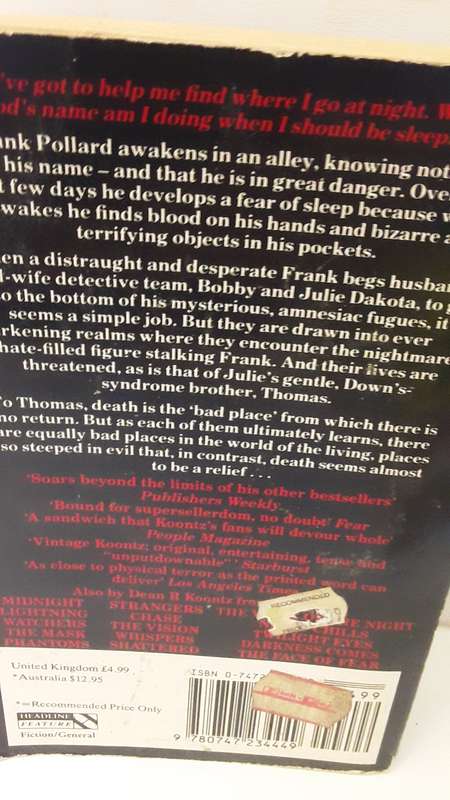 've got to help me find where I go at night. W
od's name am I doing when I should be sleep
ank Pollard awakens in an alley, knowing not
his name – and that he is in great danger. Ove
t few days he develops a fear of sleep because w
wakes he finds blood on his hands and bizarre a
terrifying objects in his pockets.
en a distraught and desperate Frank begs husban
l-wife detective team, Bobby and Julie Dakota, to g
o the bottom of his mysterious, amnesiac fugues, it
seems a simple job. But they are drawn into ever
arkening realms where they encounter the nightmare
hate-filled figure stalking Frank. And their lives are
threatened, as is that of Julie's gentle, Down's-
syndrome brother, Thomas.
o Thomas, death is the 'bad place' from which there is
no return. But as each of them ultimately learns, there
are equally bad places in the world of the living, places
so steeped in evil that, in contrast, death seems almost
to be a relief . . .
'Soars beyond the limits of his other bestsellers'
Publishers Weekly
'Bound for supersellerdom, no doubt' Fear
'A sandwich that Koontz's fans will devour whole'
People Magazine
'Vintage Koontz; original, entertaining, tense and
"unputdownable"' Starburst
'As close to physical terror as the printed word can
deliver' Los Angeles Times
Also by Dean R Koontz fro
MIDNIGHT STRANGERS THE NIGHT
LIGHTNING CHASE HILLS
WATCHERS THE VISION EYES
THE MASK WHISPERS DARKNESS COMES
PHANTOMS SHATTERED THE FACE OF FEAR
RECOMMENDED
United Kingdom £4.99
*Australia $12.95
*=Recommended Price Only
HEADLINE
FEATURE
Fiction/General
ISBN 0-747
499
9 780747 234449